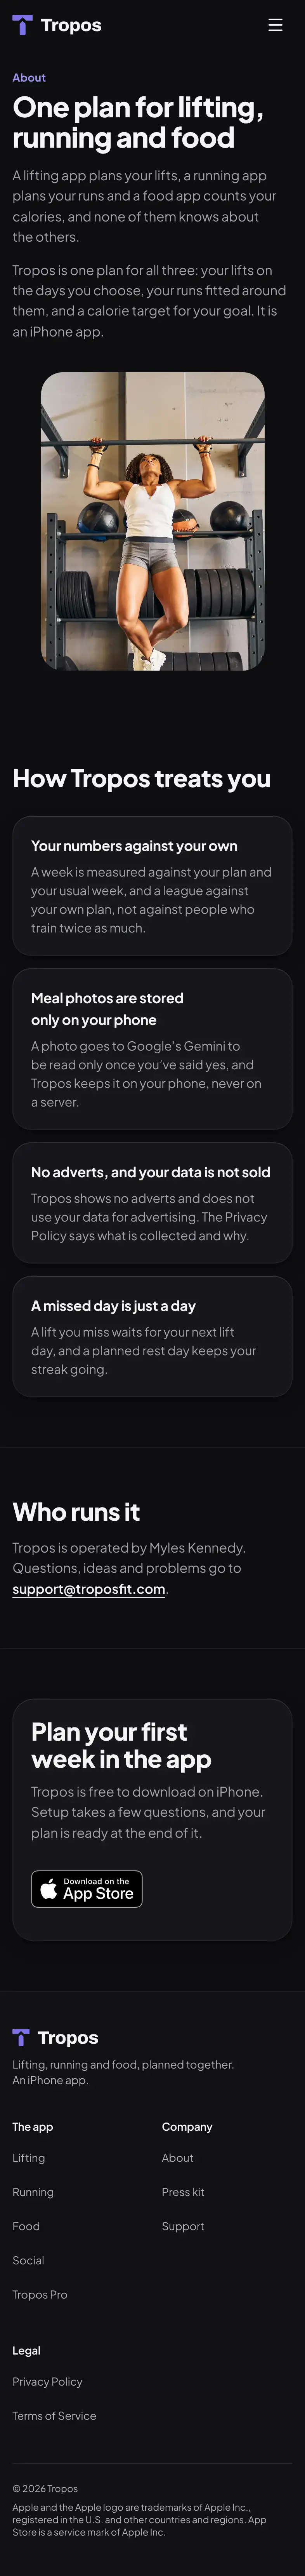 Tropos
About
One plan for lifting,
running and food
A lifting app plans your lifts, a running app
plans your runs and a food app counts your
calories, and none of them knows about
the others.
Tropos is one plan for all three: your lifts on
the days you choose, your runs fitted around
them, and a calorie target for your goal. It is
an iPhone app.
How Tropos treats you
Your numbers against your own
A week is measured against your plan and
your usual week, and a league against
your own plan, not against people who
train twice as much.
Meal photos are stored
only on your phone
A photo goes to Google's Gemini to
be read only once you've said yes, and
Tropos keeps it on your phone, never on
a server.
No adverts, and your data is not sold
Tropos shows no adverts and does not
use your data for advertising. The Privacy
Policy says what is collected and why.
A missed day is just a day
A lift you miss waits for your next lift
day, and a planned rest day keeps your
streak going.
Who runs it
Tropos is operated by Myles Kennedy.
Questions, ideas and problems go to
support@troposfit.com.
Plan your first
week in the app
Tropos is free to download on iPhone.
Setup takes a few questions, and your
plan is ready at the end of it.
Download on the
App Store
Tropos
Lifting, running and food, planned together.
An iPhone app.
The app
Lifting
Running
Food
Social
Tropos Pro
Company
About
Press kit
Support
Legal
Privacy Policy
Terms of Service
© 2026 Tropos
Apple and the Apple logo are trademarks of Apple Inc.,
registered in the U.S. and other countries and regions. App
Store is a service mark of Apple Inc.